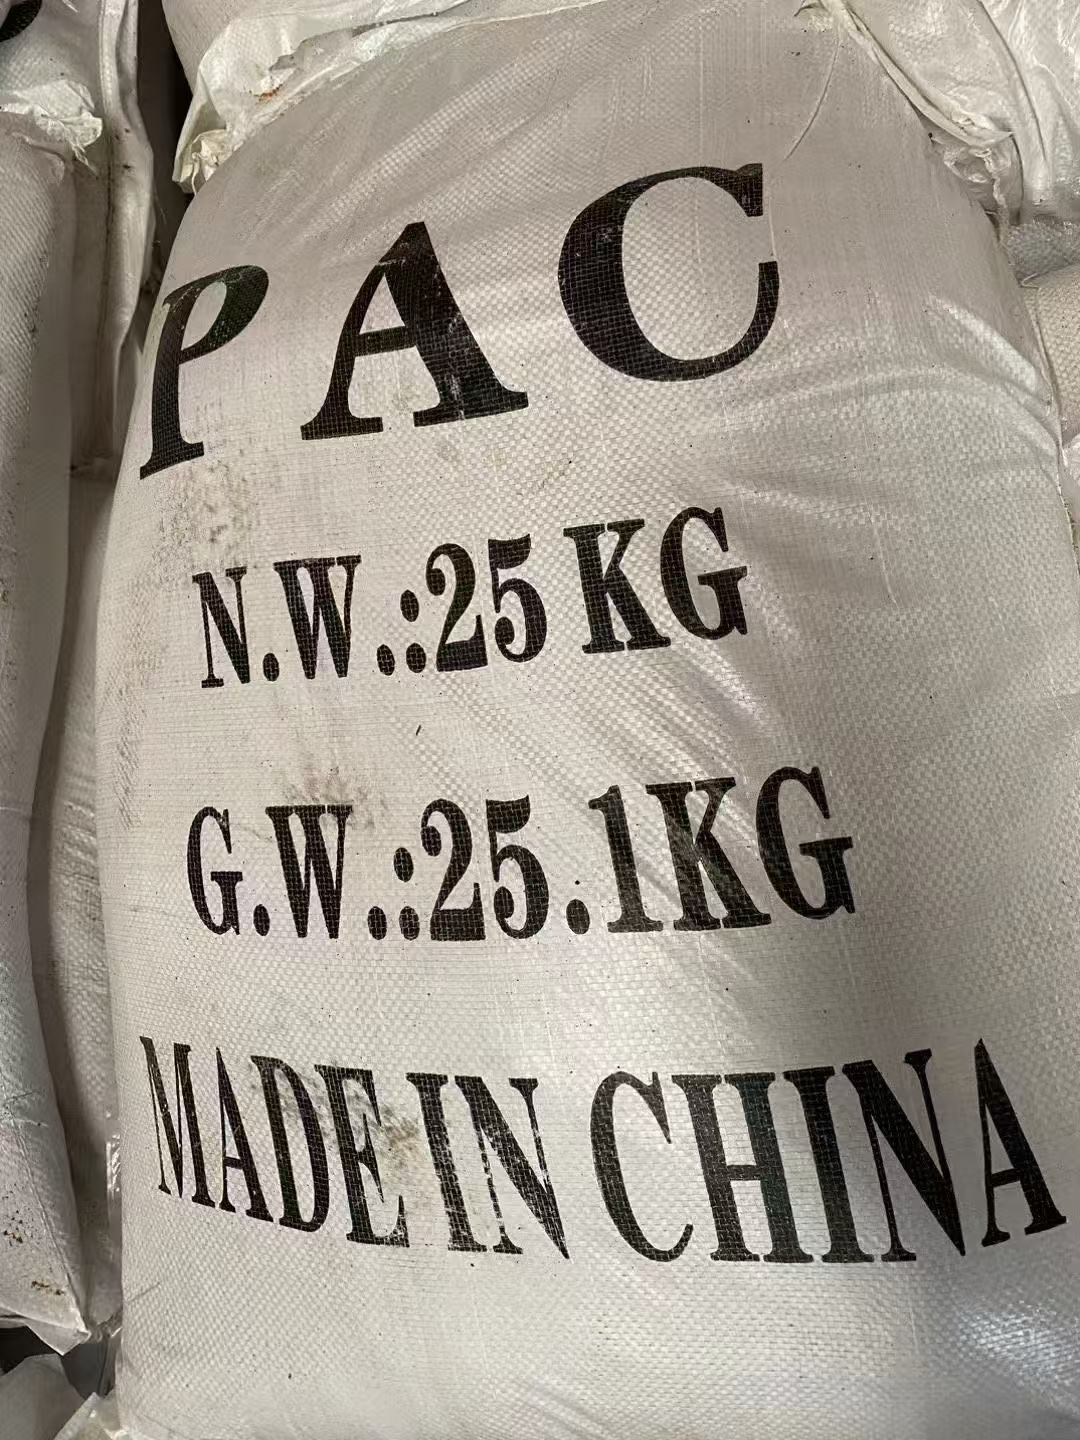 PAC
N.W.:25 KG
G.W.:25.1KG
MADE IN CHINA